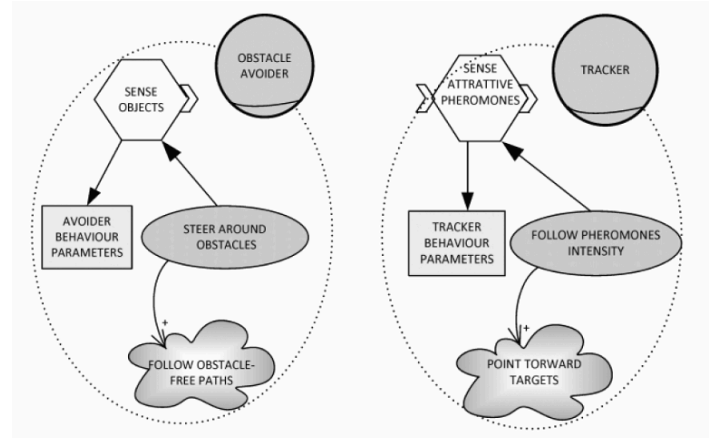 OBSTACLE
AVOIDER
SENSE
OBJECTS
AVOIDER
BEHAVIOUR
PARAMETERS
STEER AROUND
OBSTACLES
+
FOLLOW OBSTACLE-
FREE PATHS
TRACKER
SENSE
ATTRATTIVE
PHEROMONES
TRACKER
BEHAVIOUR
PARAMETERS
FOLLOW PHEROMONES
INTENSITY
+
POINT TORWARD
TARGETS